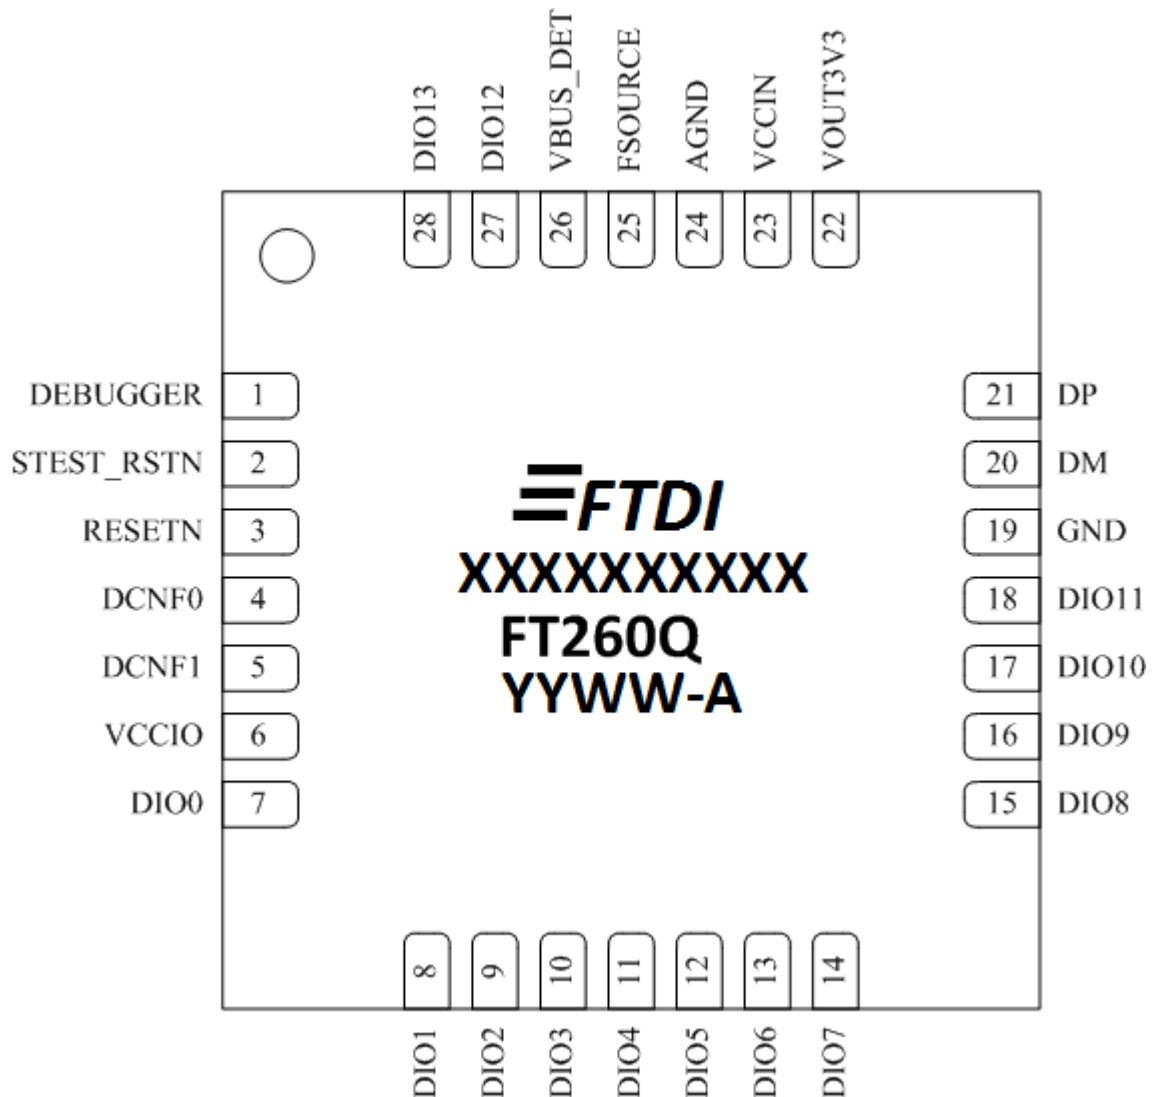 DIO13 DIO12 VBUS_DET FSOURCE AGND VCCIN VOUT3V3
28 27 26 25 24 23 22
DEBUGGER 1 21 DP
STEST_RSTN 2 20 DM
RESETN 3 19 GND
DCNF0 4 18 DIO11
DCNF1 5 17 DIO10
VCCIO 6 16 DIO9
DIO0 7 15 DIO8
FTDI
XXXXXXXXXX
FT260Q
YYWW-A
8 9 10 11 12 13 14
DIO1 DIO2 DIO3 DIO4 DIO5 DIO6 DIO7